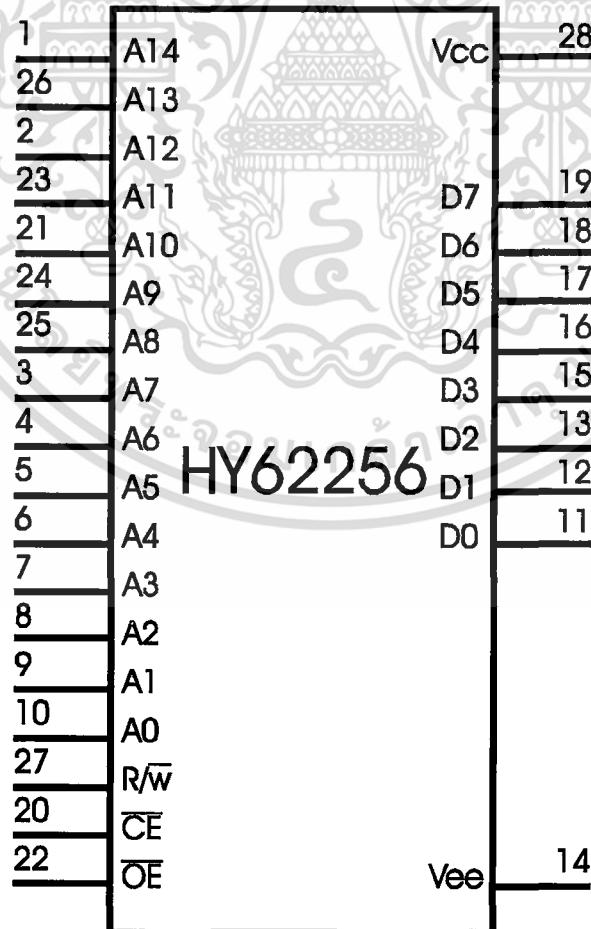 1 A14 Vcc 28
26 A13
2 A12
23 A11 D7 19
21 A10 D6 18
24 A9 D5 17
25 A8 D4 16
3 A7 D3 15
4 A6 D2 13
5 A5 HY62256 D1 12
6 A4 D0 11
7 A3
8 A2
9 A1
10 A0
27 R/w̅
20 C̅E̅
22 O̅E̅ Vee 14